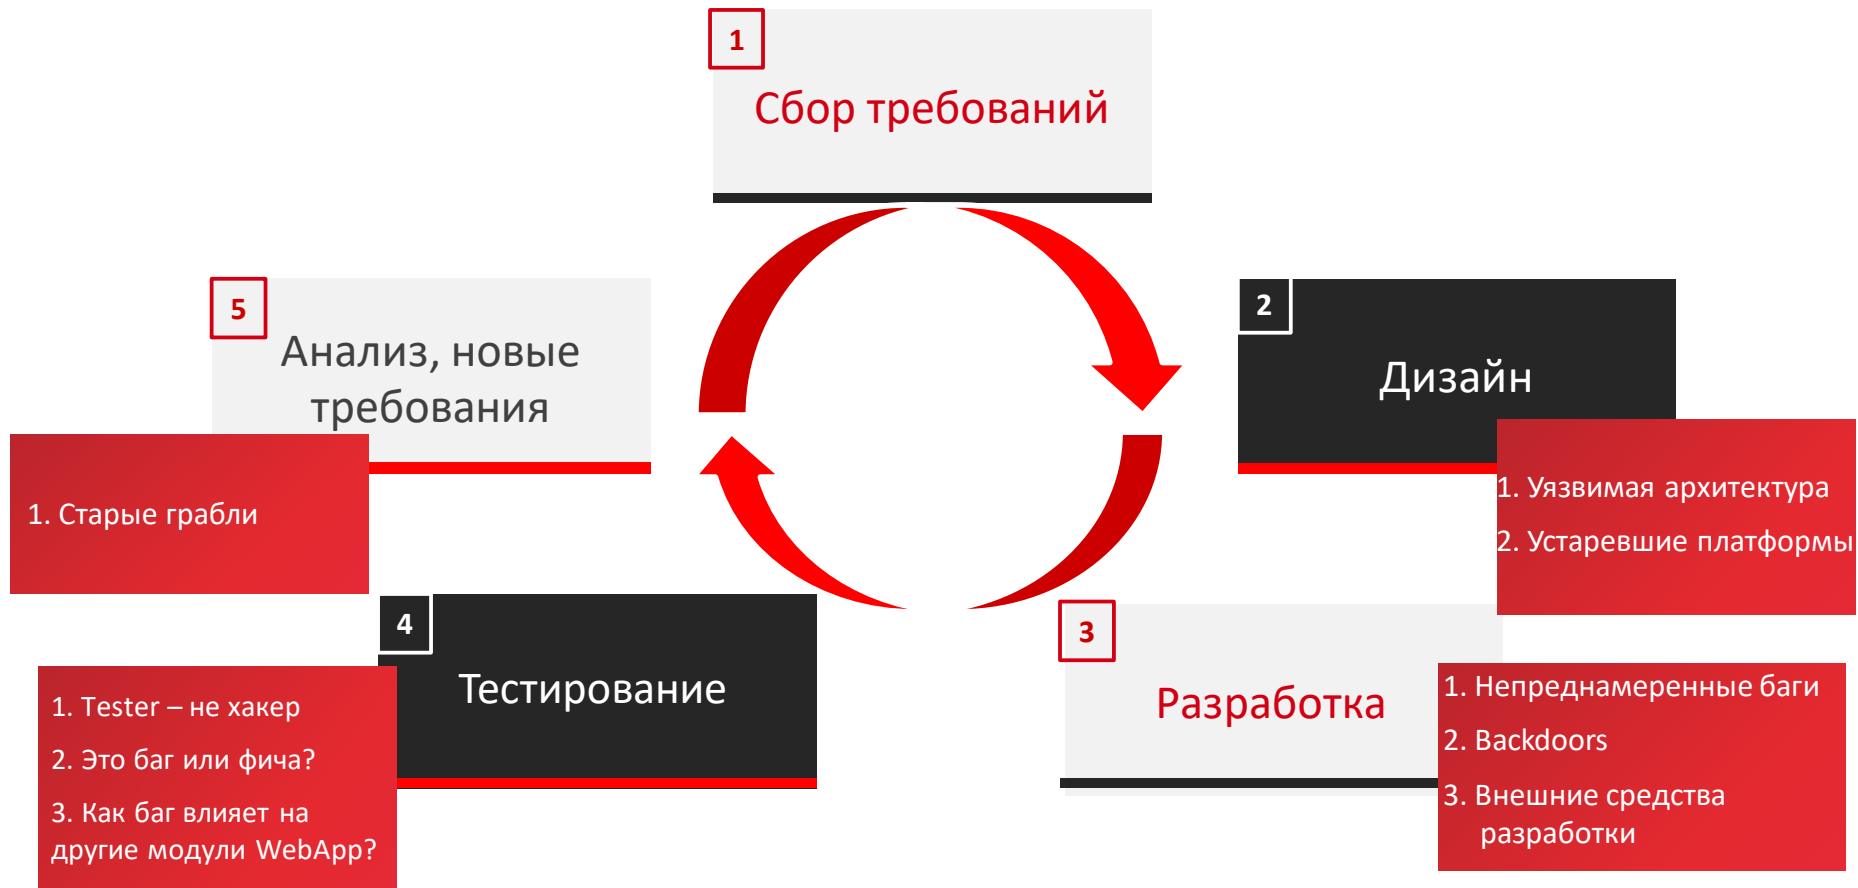 1
Сбор требований
2
Дизайн
1. Уязвимая архитектура
2. Устаревшие платформы
3
Разработка
1. Непреднамеренные баги
2. Backdoors
3. Внешние средства
разработки
4
Тестирование
1. Tester – не хакер
2. Это баг или фича?
3. Как баг влияет на
другие модули WebApp?
5
Анализ, новые
требования
1. Старые грабли